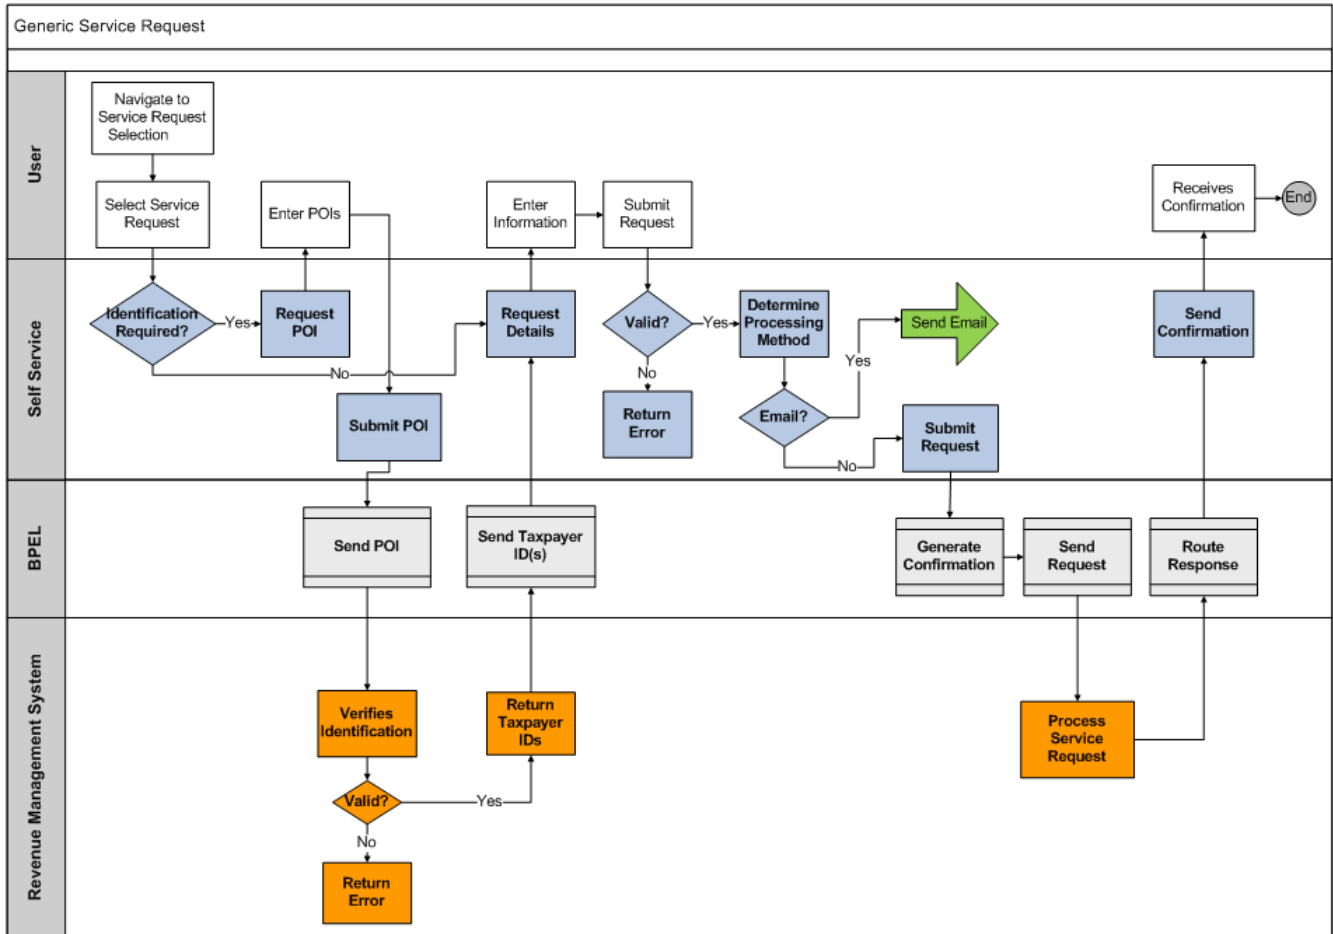 Generic Service Request
User
Navigate to
Service Request
Selection
Select Service
Request
Enter POIs
Enter
Information
Submit
Request
Receives
Confirmation
End
Self Service
Identification
Required?
Yes
Request
POI
No
Submit POI
Request
Details
Valid?
Yes
No
Return
Error
Determine
Processing
Method
Email?
Yes
Send Email
No
Submit
Request
Send
Confirmation
BPEL
Send POI
Send Taxpayer
ID(s)
Generate
Confirmation
Send
Request
Route
Response
Revenue Management System
Verifies
Identification
Valid?
Yes
No
Return
Error
Return
Taxpayer
IDs
Process
Service
Request